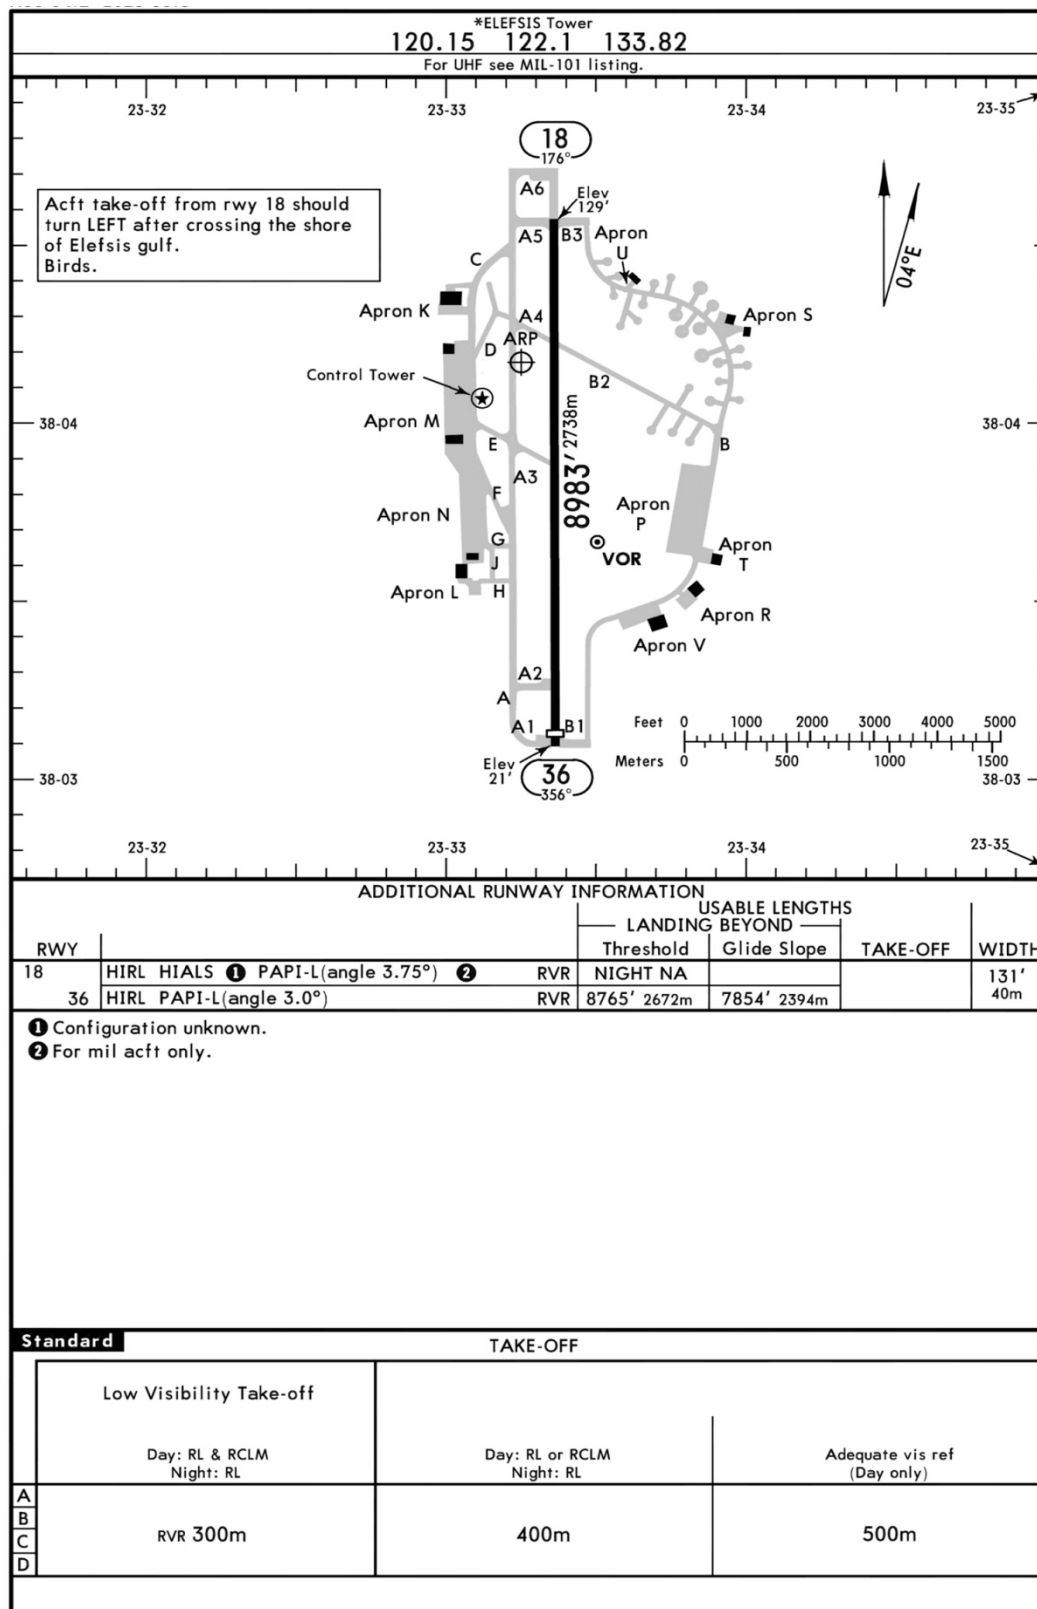 *ELEFSIS Tower
120.15 122.1 133.82
For UHF see MIL-101 listing.
23-32 23-33 23-34 23-35
18
176°
Acft take-off from rwy 18 should
turn LEFT after crossing the shore
of Elefsis gulf.
Birds.
A6
Elev
129'
A5 B3
Apron
U
C
04°E
Apron K
A4
Apron S
ARP
D
Control Tower
B2
38-04 38-04
Apron M
E
B
A3
8983' 2738m
F
Apron
P
Apron N
G
VOR
Apron
T
J
Apron L
H
Apron R
Apron V
A2
A
A1 B1
Feet 0 1000 2000 3000 4000 5000
Meters 0 500 1000 1500
Elev
21'
36
356°
38-03 38-03
23-32 23-33 23-34 23-35
ADDITIONAL RUNWAY INFORMATION
USABLE LENGTHS
LANDING BEYOND
RWY Threshold Glide Slope TAKE-OFF WIDTH
18 HIRL HIALS ❶ PAPI-L(angle 3.75°) ❷ RVR NIGHT NA 131'
36 HIRL PAPI-L(angle 3.0°) RVR 8765' 2672m 7854' 2394m 40m
❶ Configuration unknown.
❷ For mil acft only.
Standard TAKE-OFF
Low Visibility Take-off
Day: RL & RCLM Day: RL or RCLM Adequate vis ref
Night: RL Night: RL (Day only)
A
B
C
D
RVR 300m 400m 500m